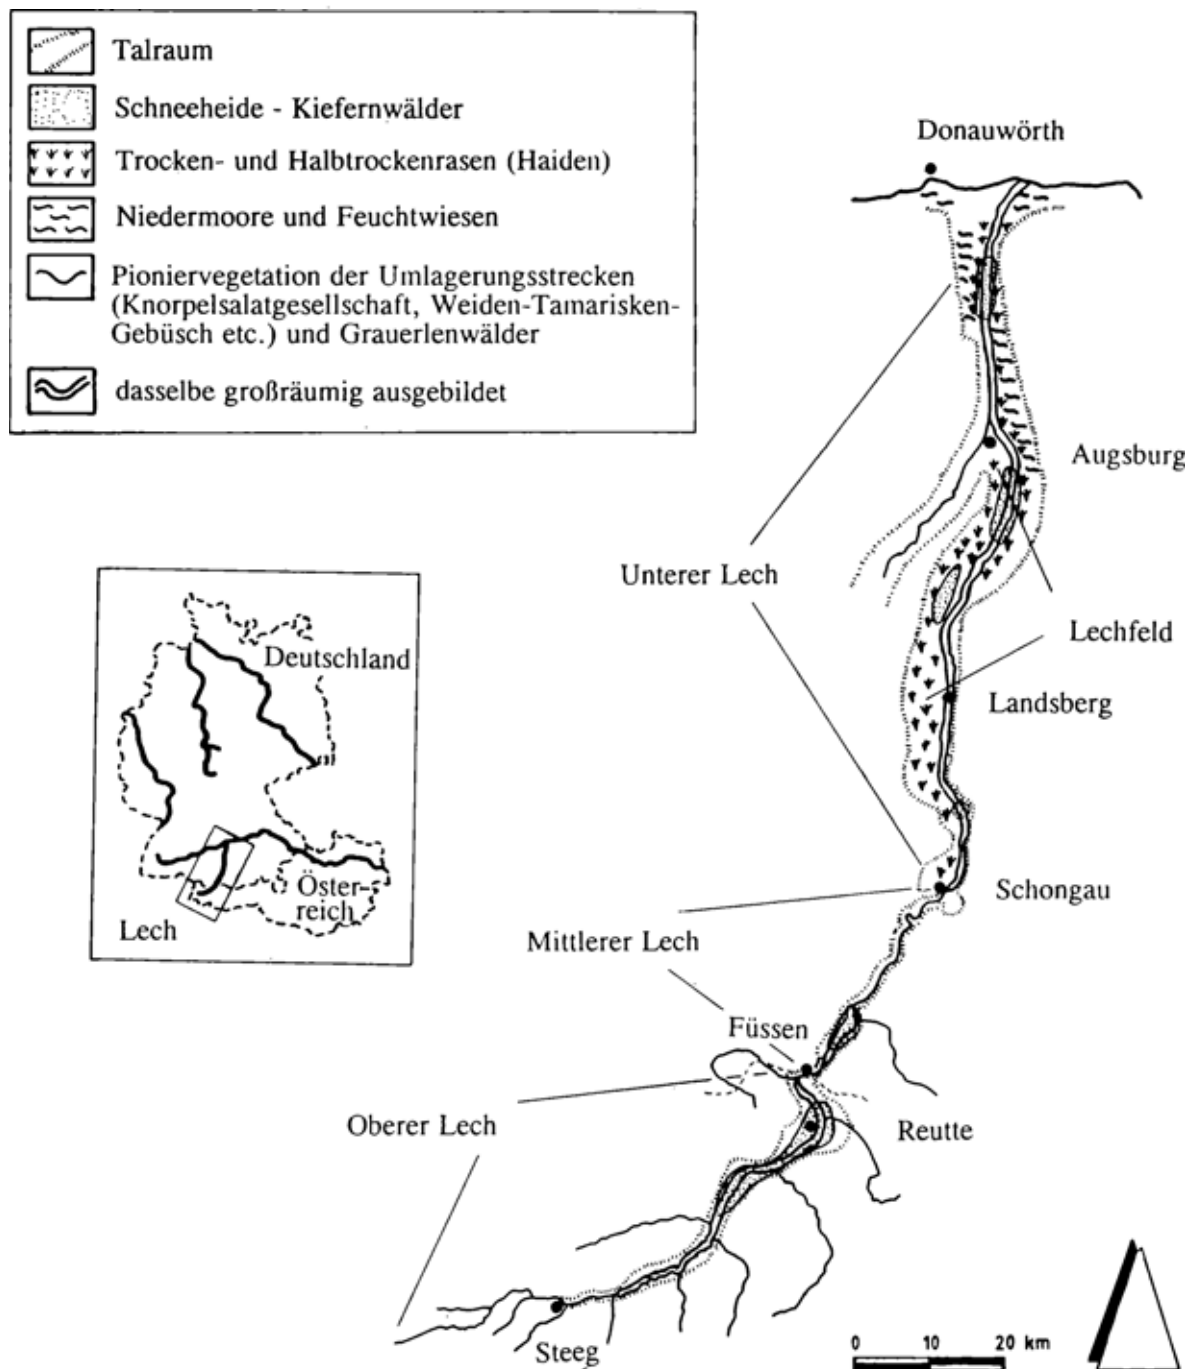 Talraum
Schneeheide - Kiefernwälder
Trocken- und Halbtrockenrasen (Haiden)
Niedermoore und Feuchtwiesen
Pioniervegetation der Umlagerungsstrecken
(Knorpelsalatgesellschaft, Weiden-Tamarisken-
Gebüsch etc.) und Grauerlenwälder
dasselbe großräumig ausgebildet
Donauwörth
Augsburg
Unterer Lech
Lechfeld
Landsberg
Deutschland
Öster-
reich
Lech
Schongau
Mittlerer Lech
Füssen
Oberer Lech
Reutte
Steeg
0 10 20 km